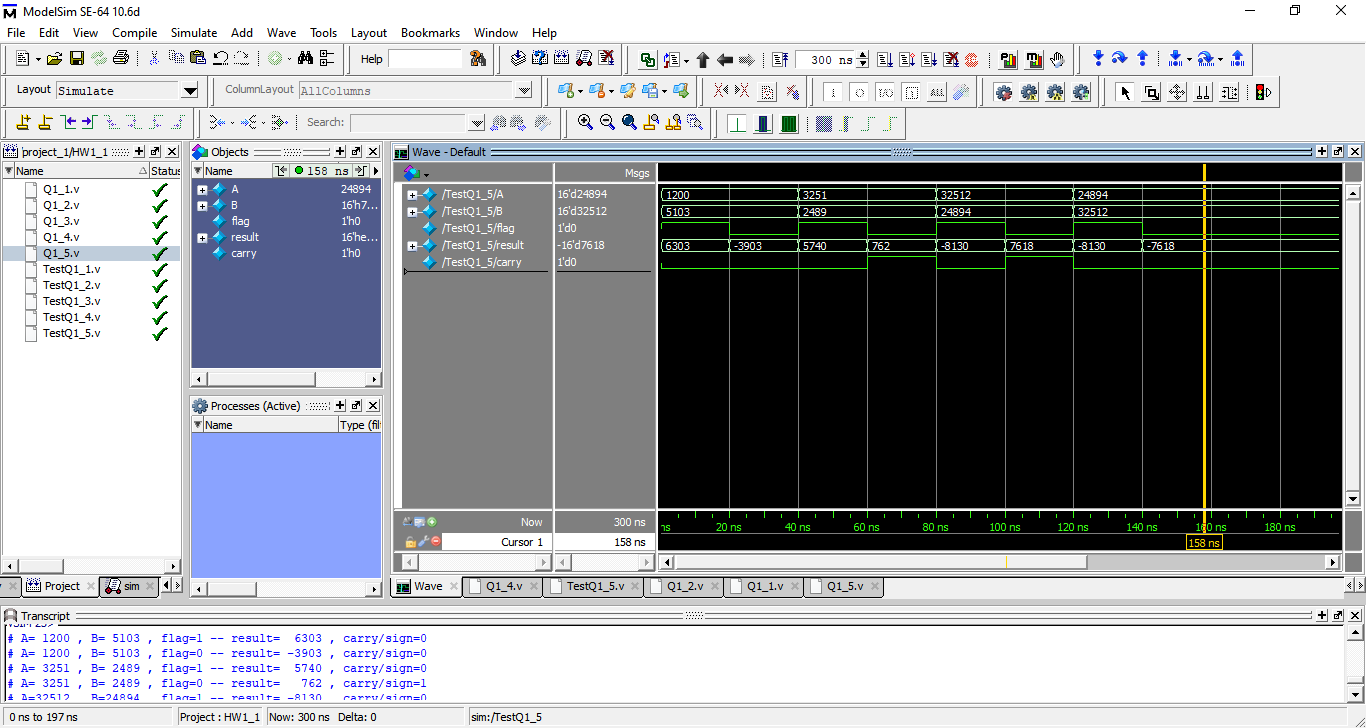 ModelSim SE-64 10.6d
File Edit View Compile Simulate Add Wave Tools Layout Bookmarks Window Help
Help
300 ns
Layout Simulate ColumnLayout AllColumns
ALL
Search:
project_1/HW1_1
Name Status
Q1_1.v
Q1_2.v
Q1_3.v
Q1_4.v
Q1_5.v
TestQ1_1.v
TestQ1_2.v
TestQ1_3.v
TestQ1_4.v
TestQ1_5.v
Project sim
Objects
Name 158 ns
A 24894
B 16'h7...
flag 1'h0
result 16'he...
carry 1'h0
Processes (Active)
Name Type (filt
Wave - Default
Msgs
/TestQ1_5/A 16'd24894 1200 3251 32512 24894
/TestQ1_5/B 16'd32512 5103 2489 24894 32512
/TestQ1_5/flag 1'd0
/TestQ1_5/result -16'd7618 6303 -3903 5740 762 -8130 7618 -8130 -7618
/TestQ1_5/carry 1'd0
Now 300 ns ns 20 ns 40 ns 60 ns 80 ns 100 ns 120 ns 140 ns 160 ns 180 ns
Cursor 1 158 ns 158 ns
Wave Q1_4.v TestQ1_5.v Q1_2.v Q1_1.v Q1_5.v
Transcript
# A= 1200 , B= 5103 , flag=1 -- result= 6303 , carry/sign=0
# A= 1200 , B= 5103 , flag=0 -- result= -3903 , carry/sign=0
# A= 3251 , B= 2489 , flag=1 -- result= 5740 , carry/sign=0
# A= 3251 , B= 2489 , flag=0 -- result= 762 , carry/sign=1
# A=32512 , B=24894 , flag=1 -- result= -8130 , carry/sign=0
0 ns to 197 ns Project : HW1_1 Now: 300 ns Delta: 0 sim:/TestQ1_5